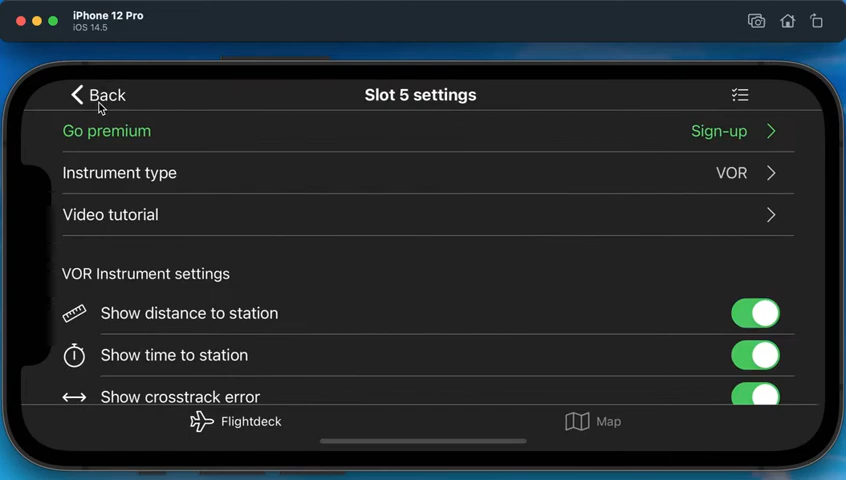 iPhone 12 Pro
iOS 14.5
Back
Slot 5 settings
Go premium
Sign-up
Instrument type
VOR
Video tutorial
VOR Instrument settings
Show distance to station
Show time to station
Show crosstrack error
Flightdeck
Map